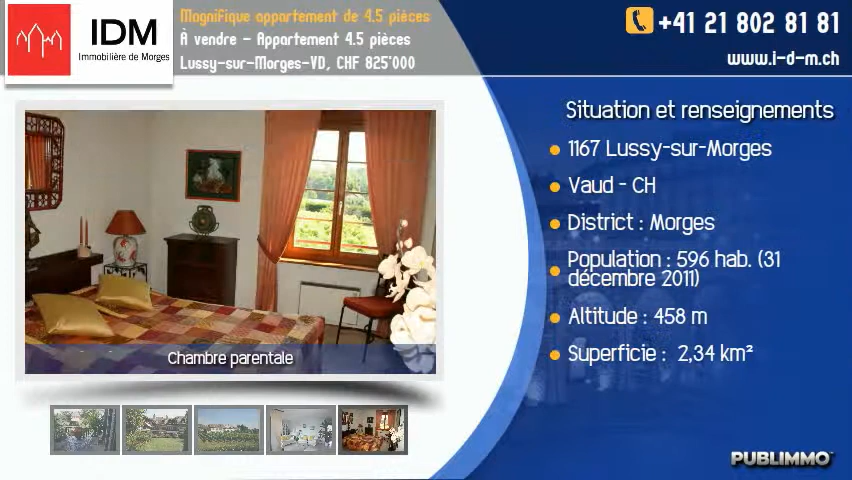 IDM
Immobilière de Morges
Magnifique appartement de 4.5 pièces
À vendre - Appartement 4.5 pièces
Lussy-sur-Morges-VD, CHF 825'000
+41 21 802 81 81
www.i-d-m.ch
Chambre parentale
Situation et renseignements
1167 Lussy-sur-Morges
Vaud - CH
District : Morges
Population : 596 hab. (31
décembre 2011)
Altitude : 458 m
Superficie : 2,34 km²
PUBLIMMO